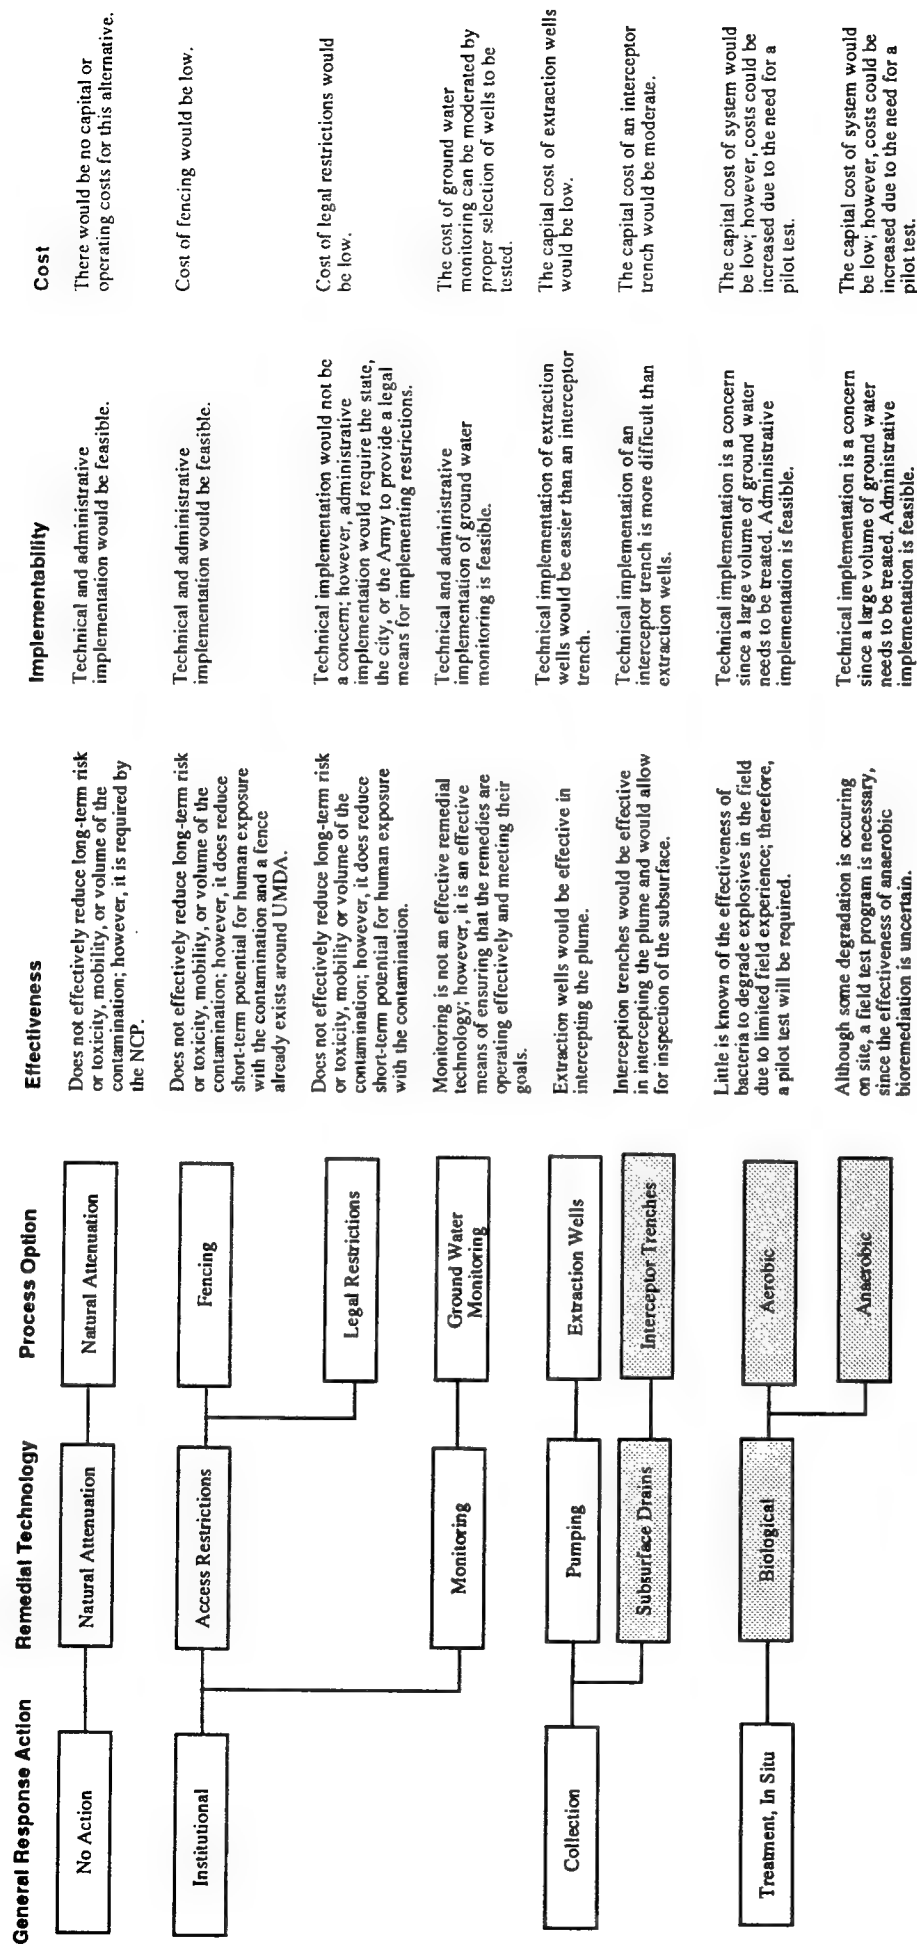 General Response Action
Remedial Technology
Process Option
Effectiveness
Implementability
Cost
No Action
Natural Attenuation
Natural Attenuation
Does not effectively reduce long-term risk
or toxicity, mobility, or volume of the
contamination; however, it is required by
the NCP.
Technical and administrative
implementation would be feasible.
There would be no capital or
operating costs for this alternative.
Institutional
Access Restrictions
Fencing
Does not effectively reduce long-term risk
or toxicity, mobility, or volume of the
contamination; however, it does reduce
short-term potential for human exposure
with the contamination and a fence
already exists around UMDA.
Technical and administrative
implementation would be feasible.
Cost of fencing would be low.
Legal Restrictions
Does not effectively reduce long-term risk
or toxicity, mobility or volume of the
contamination; however, it does reduce
short-term potential for human exposure
with the contamination.
Technical implementation would not be
a concern; however, administrative
implementation would require the state,
the city, or the Army to provide a legal
means for implementing restrictions.
Cost of legal restrictions would
be low.
Monitoring
Ground Water
Monitoring
Monitoring is not an effective remedial
technology; however, it is an effective
means of ensuring that the remedies are
operating effectively and meeting their
goals.
Technical and administrative
implementation of ground water
monitoring is feasible.
The cost of ground water
monitoring can be moderated by
proper selection of wells to be
tested.
Collection
Pumping
Extraction Wells
Extraction wells would be effective in
intercepting the plume.
Technical implementation of extraction
wells would be easier than an interceptor
trench.
The capital cost of extraction wells
would be low.
Subsurface Drains
Interceptor Trenches
Interception trenches would be effective
in intercepting the plume and would allow
for inspection of the subsurface.
Technical implementation of an
interceptor trench is more difficult than
extraction wells.
The capital cost of an interceptor
trench would be moderate.
Treatment, In Situ
Biological
Aerobic
Little is known of the effectiveness of
bacteria to degrade explosives in the field
due to limited field experience; therefore,
a pilot test will be required.
Technical implementation is a concern
since a large volume of ground water
needs to be treated. Administrative
implementation is feasible.
The capital cost of system would
be low; however, costs could be
increased due to the need for a
pilot test.
Anaerobic
Although some degradation is occuring
on site, a field test program is necessary,
since the effectiveness of anaerobic
bioremediation is uncertain.
Technical implementation is a concern
since a large volume of ground water
needs to be treated. Administrative
implementation is feasible.
The capital cost of system would
be low; however, costs could be
increased due to the need for a
pilot test.